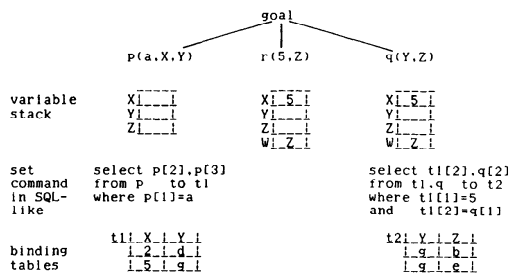 goal
p(a,X,Y) r(5,Z) q(Y,Z)
variable stack
X
Y
Z
X 5
Y
Z
W Z
X 5
Y
Z
W Z
set command in SQL-like
select p[2],p[3]
from p to t1
where p[1]=a
select t1[2],q[2]
from t1,q to t2
where t1[1]=5
and t1[2]=q[1]
binding tables
t1 X Y
2 d
5 g
t2 Y Z
g b
g e